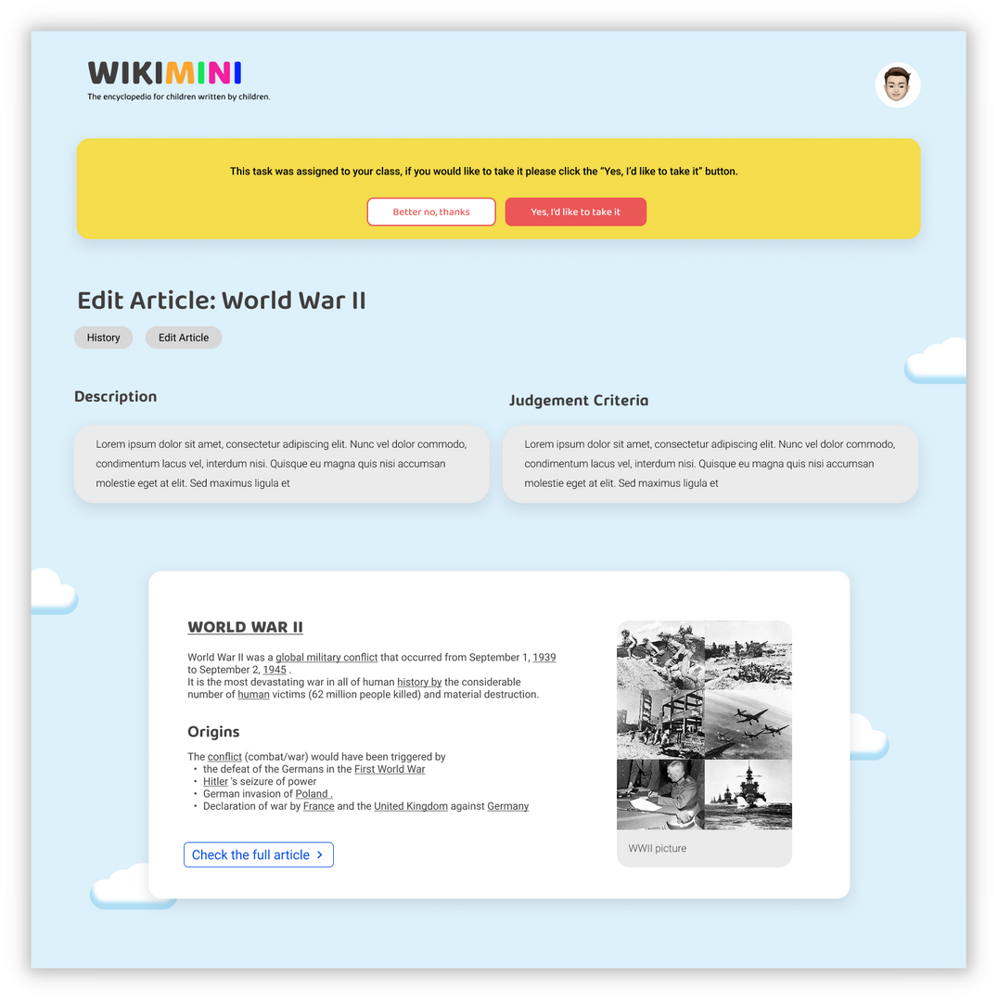 WIKIMINI
The encyclopedia for children written by children.
This task was assigned to your class, if you would like to take it please click the “Yes, I’d like to take it” button.
Better no, thanks
Yes, I'd like to take it
Edit Article: World War II
History
Edit Article
Description
Lorem ipsum dolor sit amet, consectetur adipiscing elit. Nunc vel dolor commodo,
condimentum lacus vel, interdum nisi. Quisque eu magna quis nisi accumsan
molestie eget at elit. Sed maximus ligula et
Judgement Criteria
Lorem ipsum dolor sit amet, consectetur adipiscing elit. Nunc vel dolor commodo,
condimentum lacus vel, interdum nisi. Quisque eu magna quis nisi accumsan
molestie eget at elit. Sed maximus ligula et
WORLD WAR II
World War II was a global military conflict that occurred from September 1, 1939
to September 2, 1945 .
It is the most devastating war in all of human history by the considerable
number of human victims (62 million people killed) and material destruction.
Origins
The conflict (combat/war) would have been triggered by
• the defeat of the Germans in the First World War
• Hitler 's seizure of power
• German invasion of Poland .
• Declaration of war by France and the United Kingdom against Germany
Check the full article
WWII picture